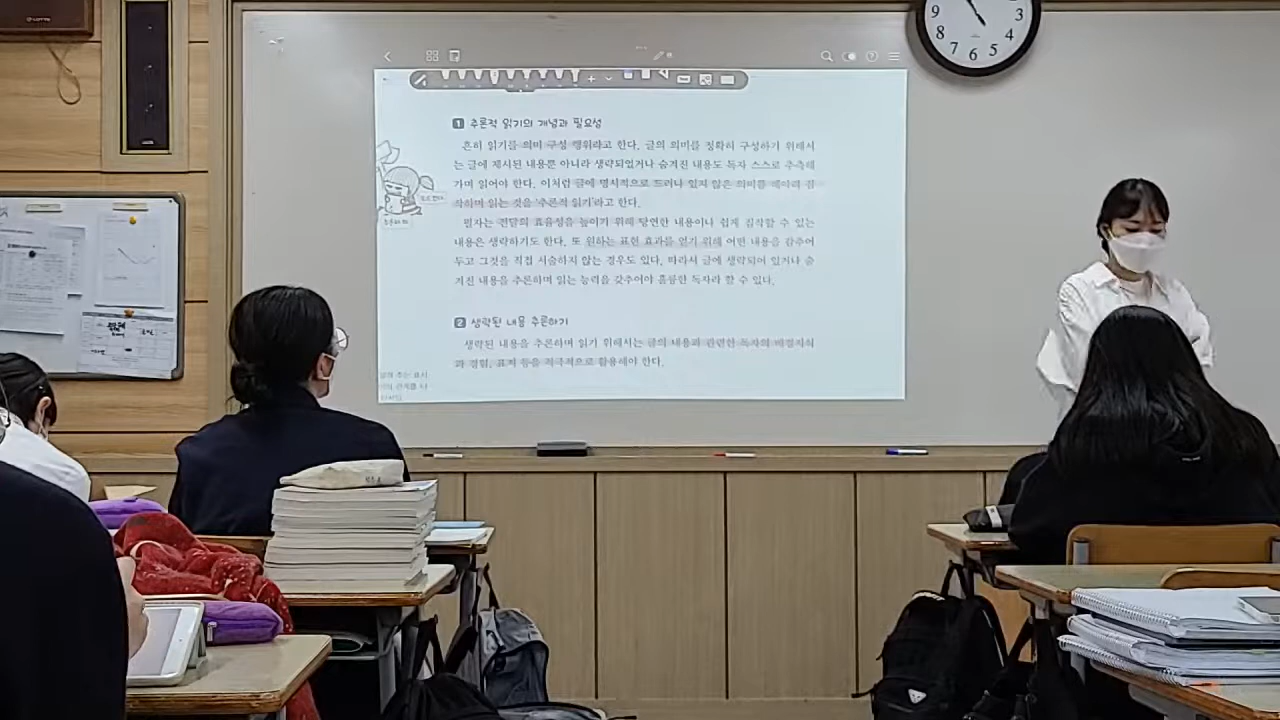 1 추론적 읽기의 개념과 필요성
흔히 읽기를 의미 구성 행위라고 한다. 글의 의미를 정확히 구성하기 위해서
는 글에 제시된 내용뿐 아니라 생략되었거나 숨겨진 내용도 독자 스스로 추측해
가며 읽어야 한다. 이처럼 글에 명시적으로 드러나 있지 않은 의미를 헤아려 짐
작하며 읽는 것을 '추론적 읽기'라고 한다.
필자는 전달의 효율성을 높이기 위해 당연한 내용이나 쉽게 짐작할 수 있는
내용은 생략하기도 한다. 또 원하는 표현 효과를 얻기 위해 어떤 내용을 감추어
두고 그것을 직접 서술하지 않는 경우도 있다. 따라서 글에 생략되어 있거나 숨
겨진 내용을 추론하며 읽는 능력을 갖추어야 훌륭한 독자라 할 수 있다.
2 생략된 내용 추론하기
생략된 내용을 추론하며 읽기 위해서는 글의 내용과 관련한 독자의 배경지식
과 경험, 표지 등을 적극적으로 활용해야 한다.
9 8 7 6 5 4 3